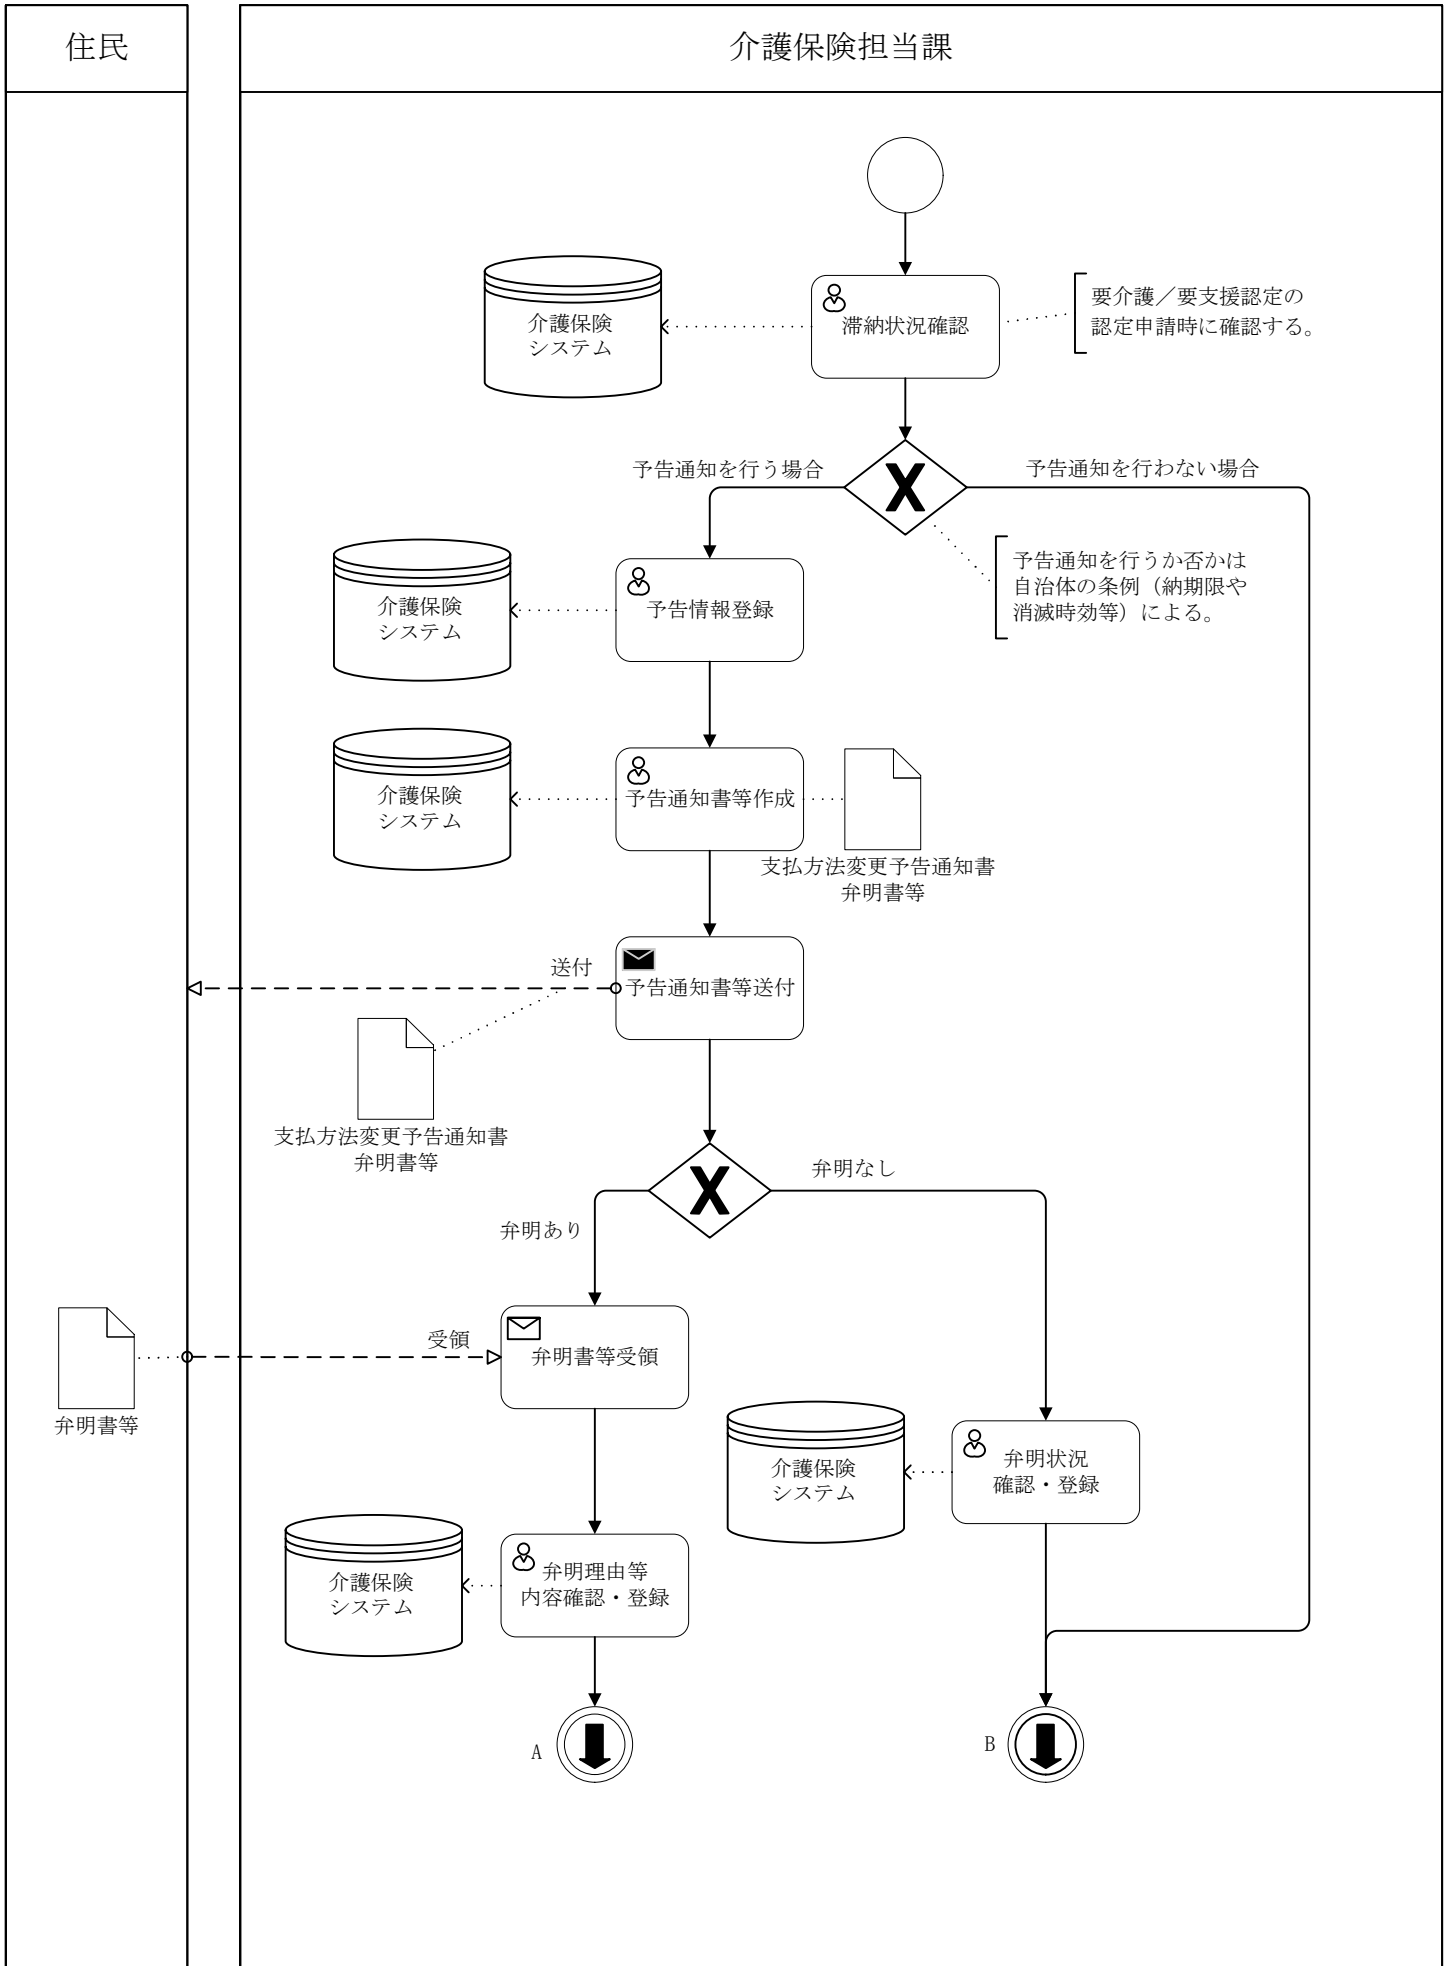 住民
介護保険担当課
介護保険
システム
滞納状況確認
要介護／要支援認定の
認定申請時に確認する。
予告通知を行う場合
予告通知を行わない場合
X
予告通知を行うか否かは
自治体の条例（納期限や
消滅時効等）による。
介護保険
システム
予告情報登録
介護保険
システム
予告通知書等作成
支払方法変更予告通知書
弁明書等
送付
予告通知書等送付
支払方法変更予告通知書
弁明書等
弁明なし
X
弁明あり
受領
弁明書等受領
弁明書等
介護保険
システム
弁明状況
確認・登録
介護保険
システム
弁明理由等
内容確認・登録
A
B